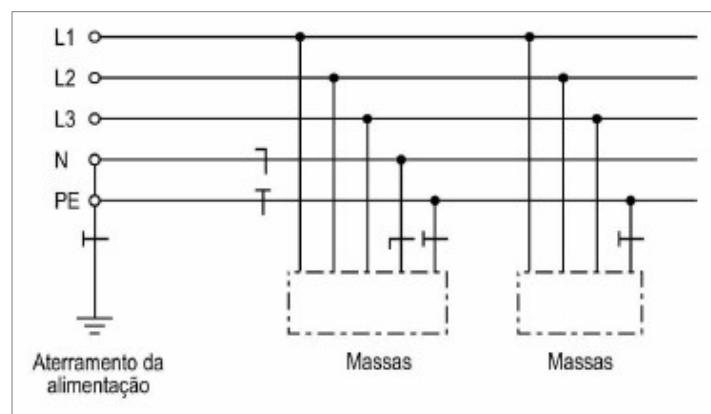 L1
L2
L3
N
PE
Aterramento da
alimentação
Massas
Massas